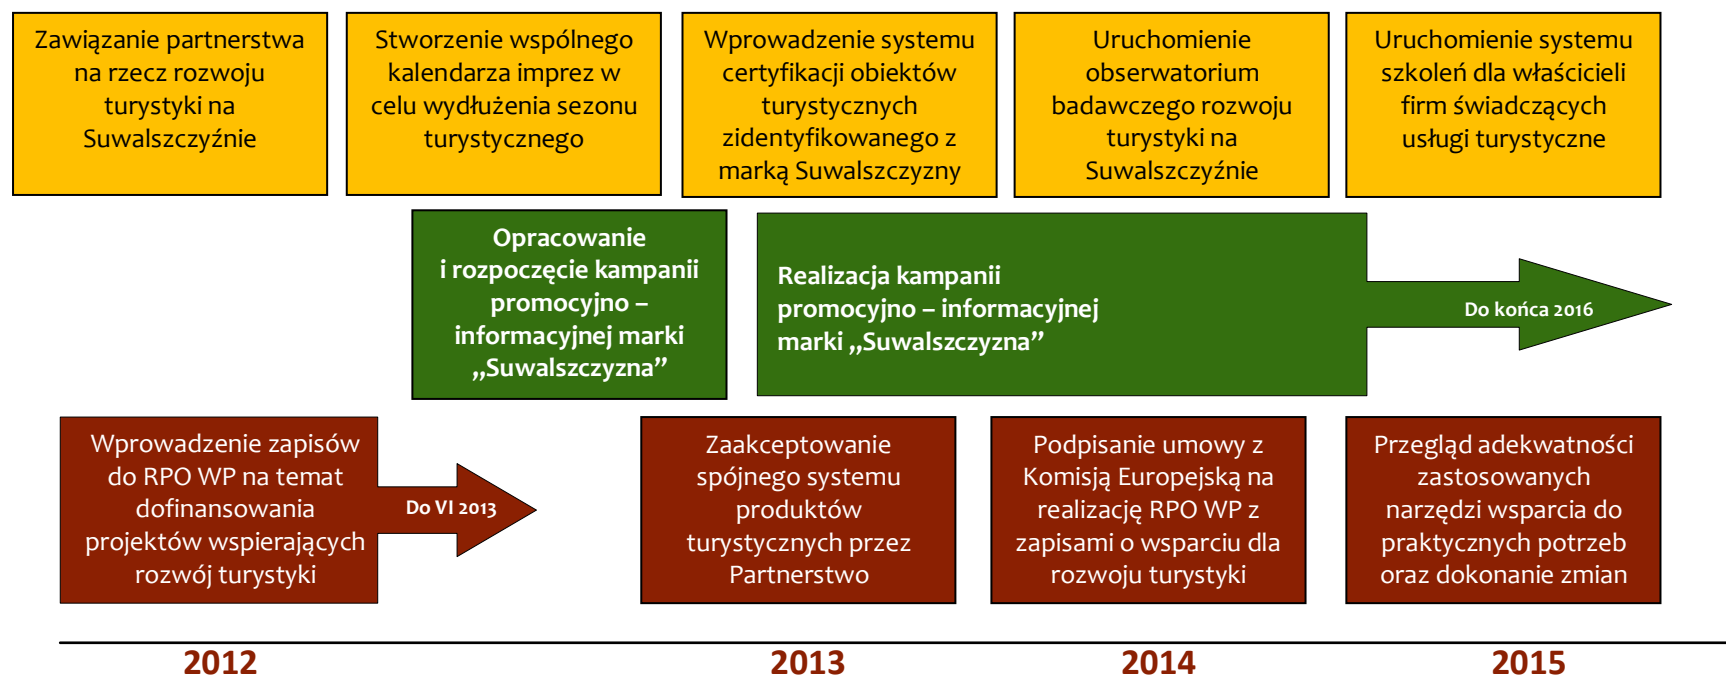 Zawiązanie partnerstwa
na rzecz rozwoju
turystyki na
Suwalszczyźnie
Stworzenie wspólnego
kalendarza imprez w
celu wydłużenia sezonu
turystycznego
Wprowadzenie systemu
certyfikacji obiektów
turystycznych
zidentyfikowanego z
marką Suwalszczyzny
Uruchomienie
obserwatorium
badawczego rozwoju
turystyki na
Suwalszczyźnie
Uruchomienie systemu
szkoleń dla właścicieli
firm świadczących
usługi turystyczne
Opracowanie
i rozpoczęcie kampanii
promocyjno –
informacyjnej marki
„Suwalszczyzna”
Realizacja kampanii
promocyjno – informacyjnej
marki „Suwalszczyzna”
Do końca 2016
Wprowadzenie zapisów
do RPO WP na temat
dofinansowania
projektów wspierających
rozwój turystyki
Do VI 2013
Zaakceptowanie
spójnego systemu
produktów
turystycznych przez
Partnerstwo
Podpisanie umowy z
Komisją Europejską na
realizację RPO WP z
zapisami o wsparciu dla
rozwoju turystyki
Przegląd adekwatności
zastosowanych
narzędzi wsparcia do
praktycznych potrzeb
oraz dokonanie zmian
2012
2013
2014
2015